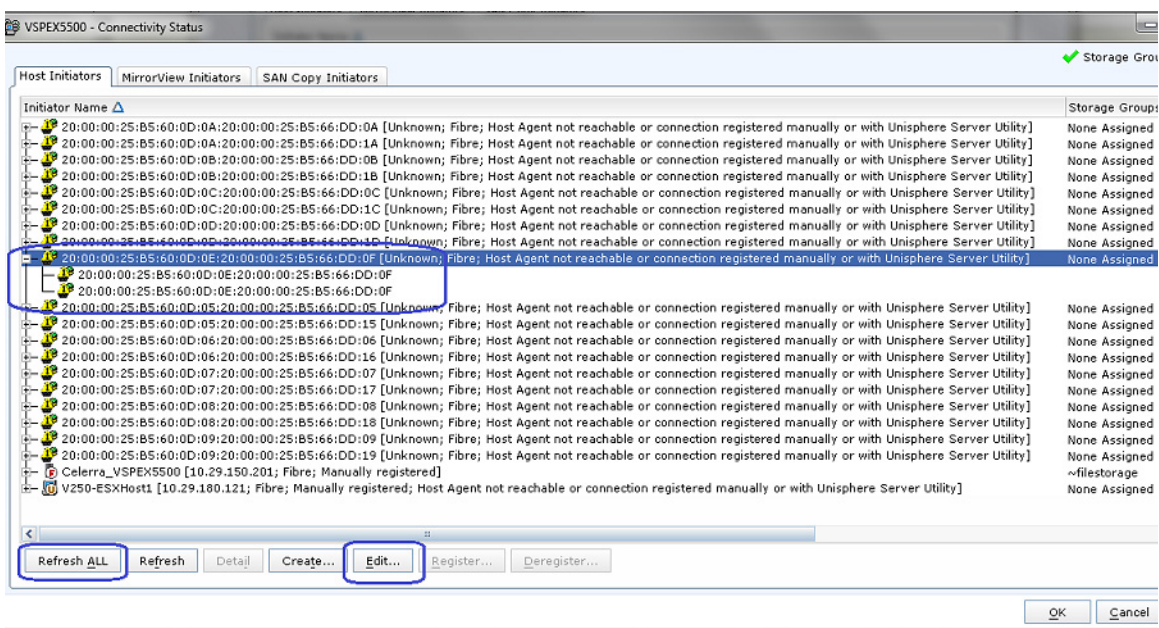 VSPEX5500 - Connectivity Status
Storage Grou
Host Initiators MirrorView Initiators SAN Copy Initiators
Initiator Name Storage Groups
20:00:00:25:B5:60:0D:0A:20:00:00:25:B5:66:DD:0A [Unknown; Fibre; Host Agent not reachable or connection registered manually or with Unisphere Server Utility] None Assigned
20:00:00:25:B5:60:0D:0A:20:00:00:25:B5:66:DD:1A [Unknown; Fibre; Host Agent not reachable or connection registered manually or with Unisphere Server Utility] None Assigned
20:00:00:25:B5:60:0D:0B:20:00:00:25:B5:66:DD:0B [Unknown; Fibre; Host Agent not reachable or connection registered manually or with Unisphere Server Utility] None Assigned
20:00:00:25:B5:60:0D:0B:20:00:00:25:B5:66:DD:1B [Unknown; Fibre; Host Agent not reachable or connection registered manually or with Unisphere Server Utility] None Assigned
20:00:00:25:B5:60:0D:0C:20:00:00:25:B5:66:DD:0C [Unknown; Fibre; Host Agent not reachable or connection registered manually or with Unisphere Server Utility] None Assigned
20:00:00:25:B5:60:0D:0C:20:00:00:25:B5:66:DD:1C [Unknown; Fibre; Host Agent not reachable or connection registered manually or with Unisphere Server Utility] None Assigned
20:00:00:25:B5:60:0D:0D:20:00:00:25:B5:66:DD:0D [Unknown; Fibre; Host Agent not reachable or connection registered manually or with Unisphere Server Utility] None Assigned
20:00:00:25:B5:60:0D:0D:20:00:00:25:B5:66:DD:1D [Unknown; Fibre; Host Agent not reachable or connection registered manually or with Unisphere Server Utility] None Assigned
20:00:00:25:B5:60:0D:0E:20:00:00:25:B5:66:DD:0F [Unknown; Fibre; Host Agent not reachable or connection registered manually or with Unisphere Server Utility] None Assigned
20:00:00:25:B5:60:0D:0E:20:00:00:25:B5:66:DD:0F
20:00:00:25:B5:60:0D:0E:20:00:00:25:B5:66:DD:0F
20:00:00:25:B5:60:0D:05:20:00:00:25:B5:66:DD:05 [Unknown; Fibre; Host Agent not reachable or connection registered manually or with Unisphere Server Utility] None Assigned
20:00:00:25:B5:60:0D:05:20:00:00:25:B5:66:DD:15 [Unknown; Fibre; Host Agent not reachable or connection registered manually or with Unisphere Server Utility] None Assigned
20:00:00:25:B5:60:0D:06:20:00:00:25:B5:66:DD:06 [Unknown; Fibre; Host Agent not reachable or connection registered manually or with Unisphere Server Utility] None Assigned
20:00:00:25:B5:60:0D:06:20:00:00:25:B5:66:DD:16 [Unknown; Fibre; Host Agent not reachable or connection registered manually or with Unisphere Server Utility] None Assigned
20:00:00:25:B5:60:0D:07:20:00:00:25:B5:66:DD:07 [Unknown; Fibre; Host Agent not reachable or connection registered manually or with Unisphere Server Utility] None Assigned
20:00:00:25:B5:60:0D:07:20:00:00:25:B5:66:DD:17 [Unknown; Fibre; Host Agent not reachable or connection registered manually or with Unisphere Server Utility] None Assigned
20:00:00:25:B5:60:0D:08:20:00:00:25:B5:66:DD:08 [Unknown; Fibre; Host Agent not reachable or connection registered manually or with Unisphere Server Utility] None Assigned
20:00:00:25:B5:60:0D:08:20:00:00:25:B5:66:DD:18 [Unknown; Fibre; Host Agent not reachable or connection registered manually or with Unisphere Server Utility] None Assigned
20:00:00:25:B5:60:0D:09:20:00:00:25:B5:66:DD:09 [Unknown; Fibre; Host Agent not reachable or connection registered manually or with Unisphere Server Utility] None Assigned
20:00:00:25:B5:60:0D:09:20:00:00:25:B5:66:DD:19 [Unknown; Fibre; Host Agent not reachable or connection registered manually or with Unisphere Server Utility] None Assigned
Celerra_VSPEX5500 [10.29.150.201; Fibre; Manually registered] ~filestorage
V250-ESXHost1 [10.29.180.121; Fibre; Manually registered; Host Agent not reachable or connection registered manually or with Unisphere Server Utility] None Assigned
Refresh ALL Refresh Detail Create... Edit... Register... Deregister...
OK Cancel